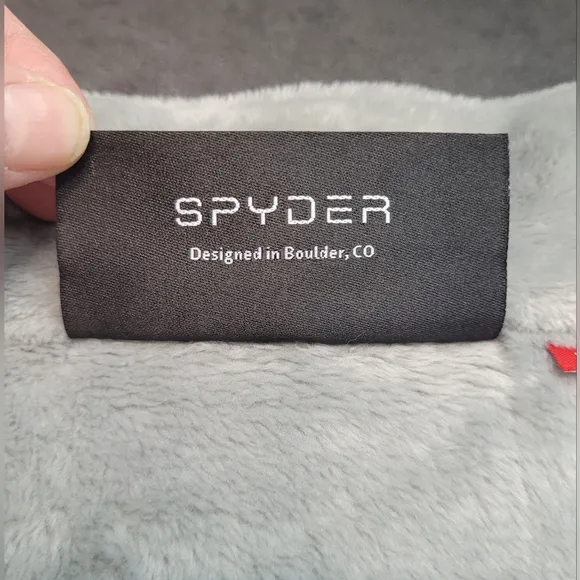 SPYDER
Designed in Boulder, CO